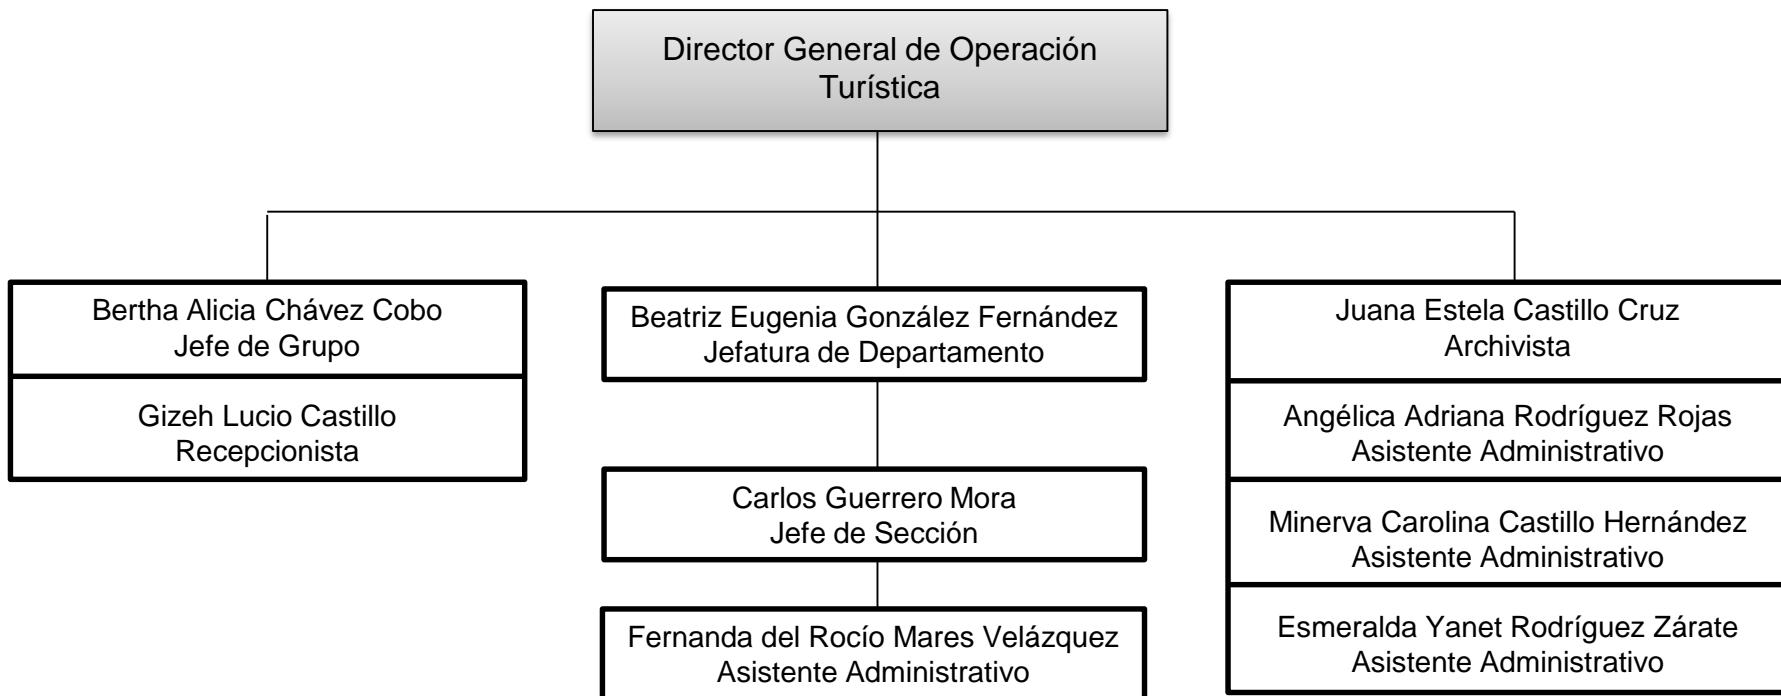 Director General de Operación
Turística
Bertha Alicia Chávez Cobo
Jefe de Grupo
Gizeh Lucio Castillo
Recepcionista
Beatriz Eugenia González Fernández
Jefatura de Departamento
Carlos Guerrero Mora
Jefe de Sección
Fernanda del Rocío Mares Velázquez
Asistente Administrativo
Juana Estela Castillo Cruz
Archivista
Angélica Adriana Rodríguez Rojas
Asistente Administrativo
Minerva Carolina Castillo Hernández
Asistente Administrativo
Esmeralda Yanet Rodríguez Zárate
Asistente Administrativo